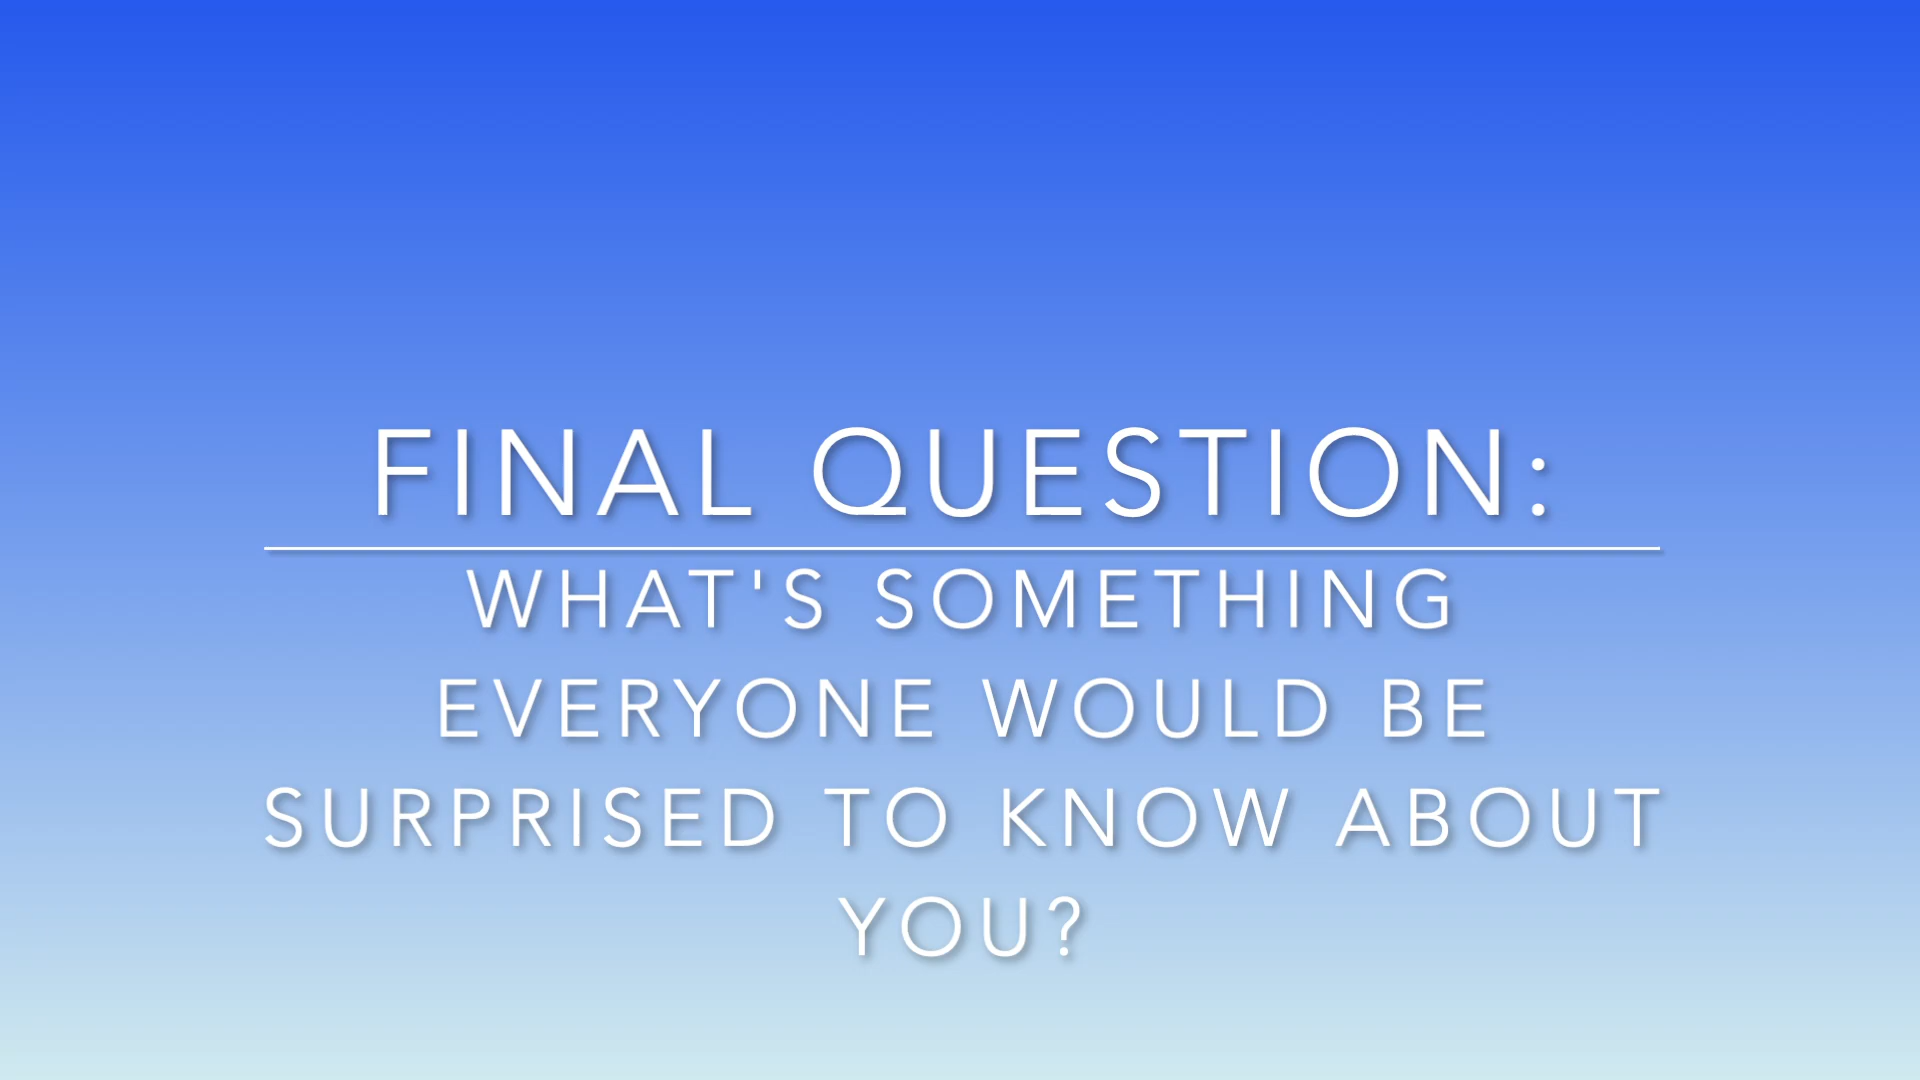 FINAL QUESTION:
WHAT'S SOMETHING
EVERYONE WOULD BE
SURPRISED TO KNOW ABOUT
YOU?